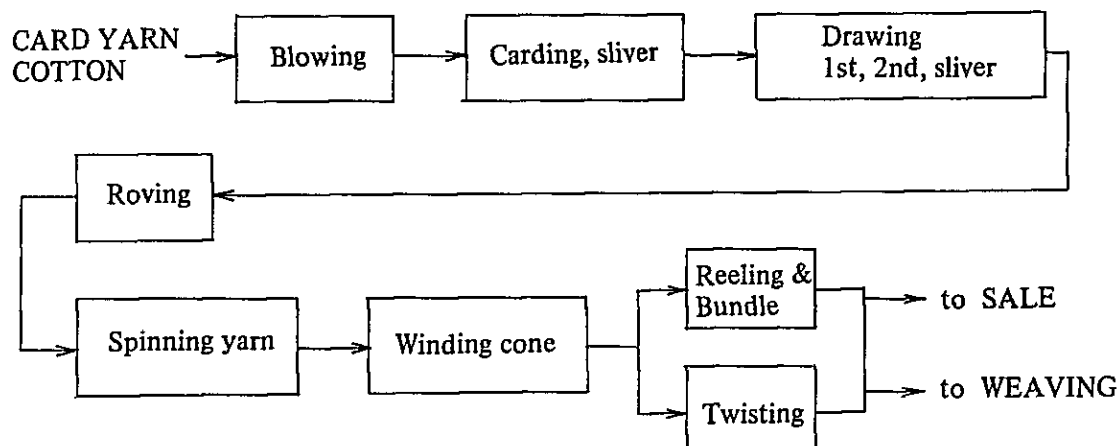 CARD YARN
COTTON
Blowing
Carding, sliver
Drawing
1st, 2nd, sliver
Roving
Spinning yarn
Winding cone
Reeling &
Bundle
Twisting
to SALE
to WEAVING